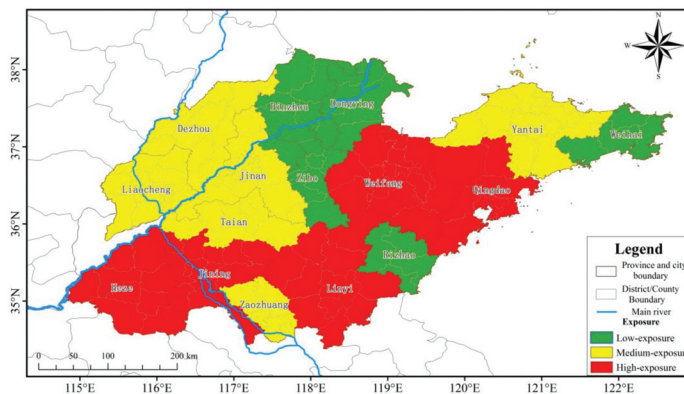 N
W E
S
38°N
37°N
36°N
35°N
Binzhou
Dongying
Dezhou
Yantai
Weihai
Liaocheng
Jinan
Zibo
Weifang
Qingdao
Taian
Rizhao
Heze
Jining
Linyi
Zaozhuang
Legend
Province and city
boundary
District/County
Boundary
Main river
Exposure
Low-exposure
Medium-exposure
High-exposure
0 50 100 200 km
115°E 116°E 117°E 118°E 119°E 120°E 121°E 122°E